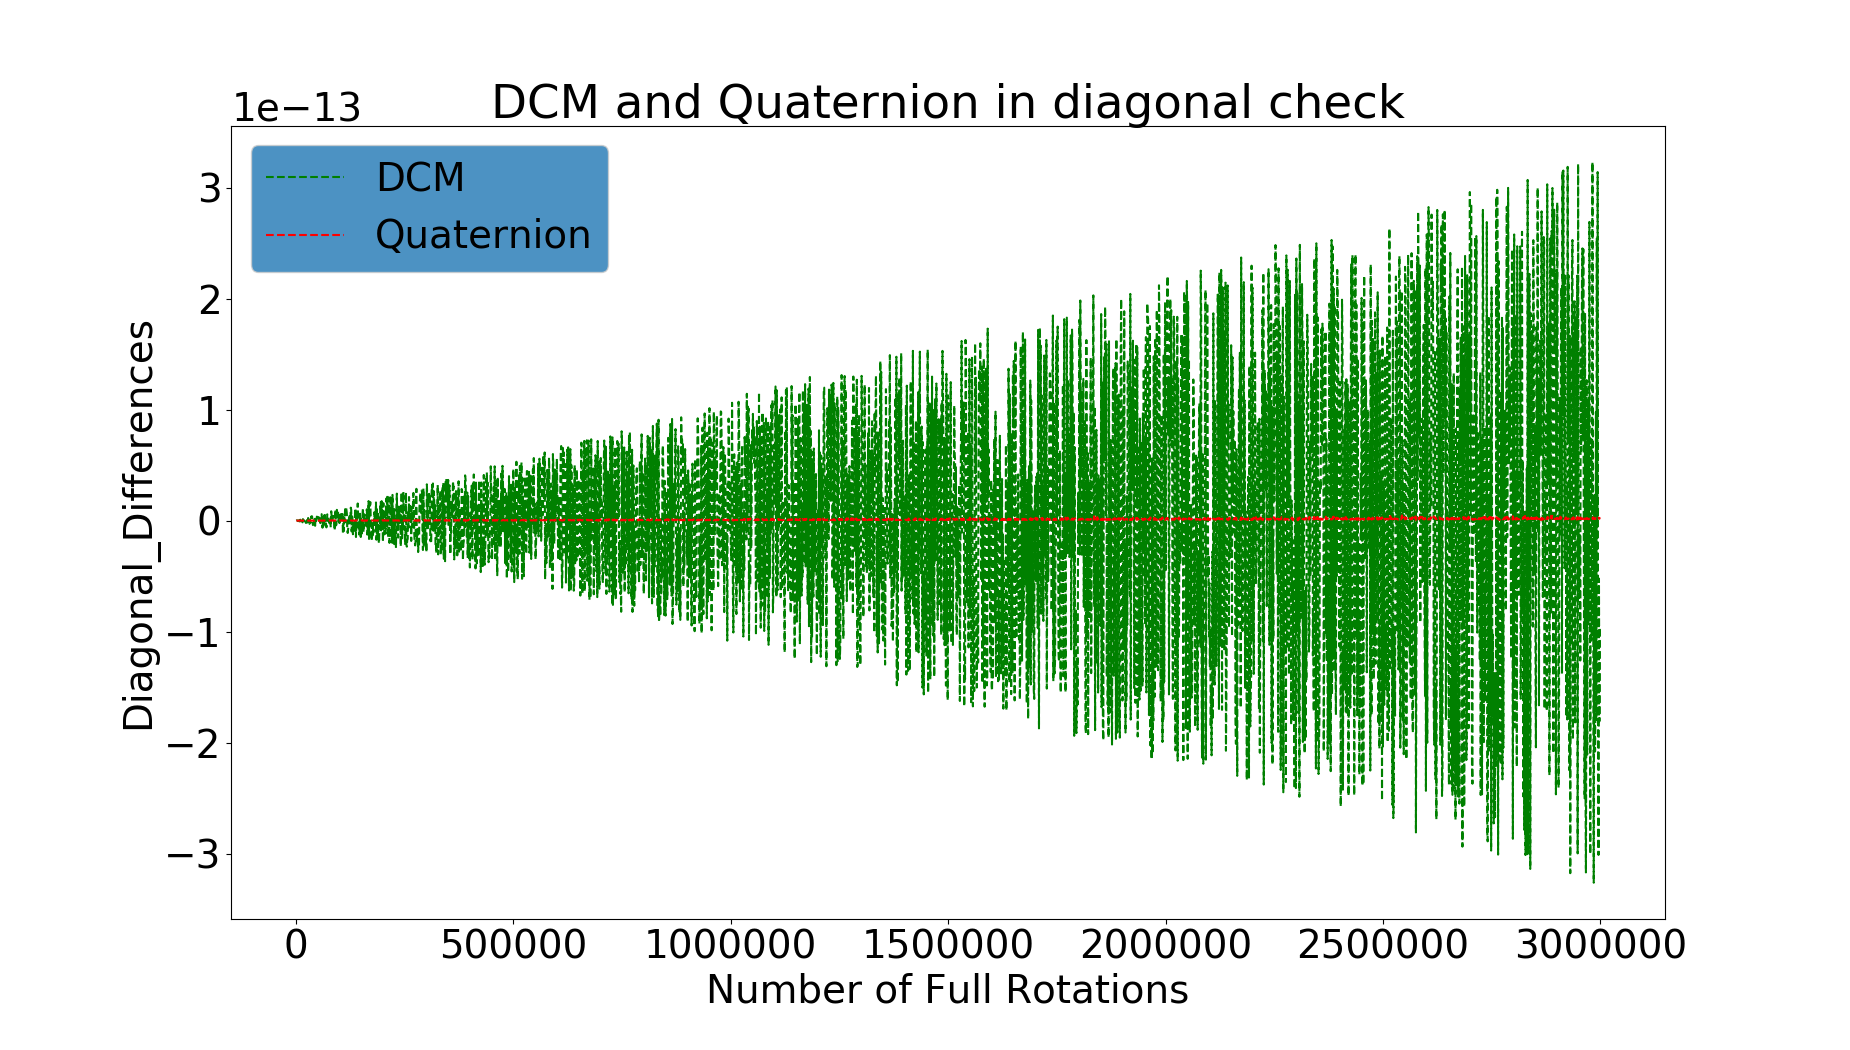 DCM and Quaternion in diagonal check
1e−13
DCM
Quaternion
3
2
1
0
−1
−2
−3
Diagonal_Differences
0 500000 1000000 1500000 2000000 2500000 3000000
Number of Full Rotations